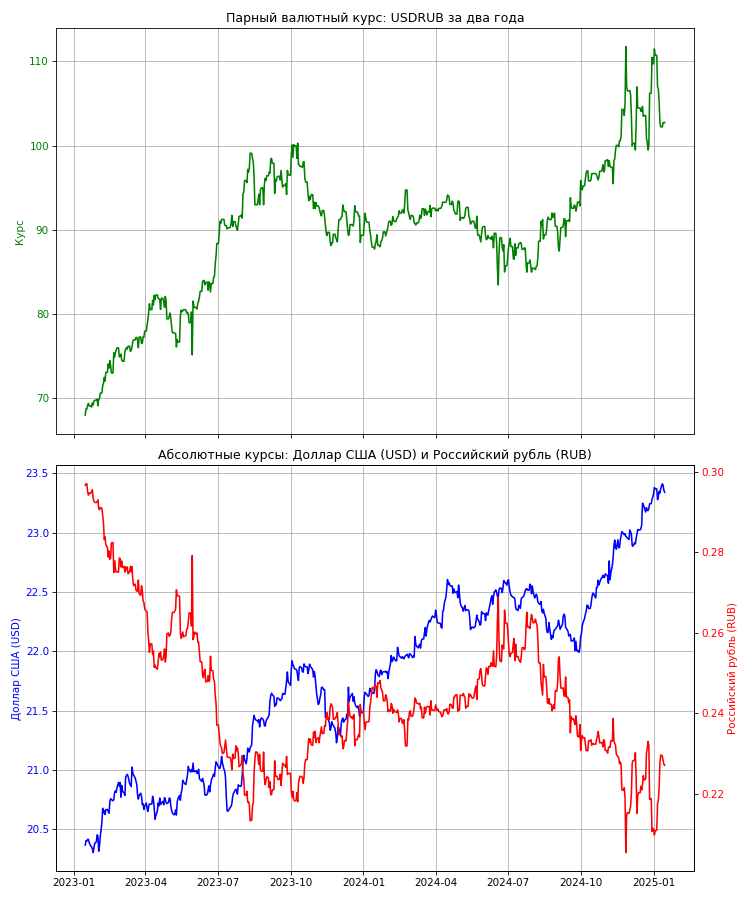 Парный валютный курс: USDRUB за два года
110
100
90
80
70
Курс
Абсолютные курсы: Доллар США (USD) и Российский рубль (RUB)
23.5
23.0
22.5
22.0
21.5
21.0
20.5
Доллар США (USD)
0.30
0.28
0.26
0.24
0.22
Российский рубль (RUB)
2023-01 2023-04 2023-07 2023-10 2024-01 2024-04 2024-07 2024-10 2025-01